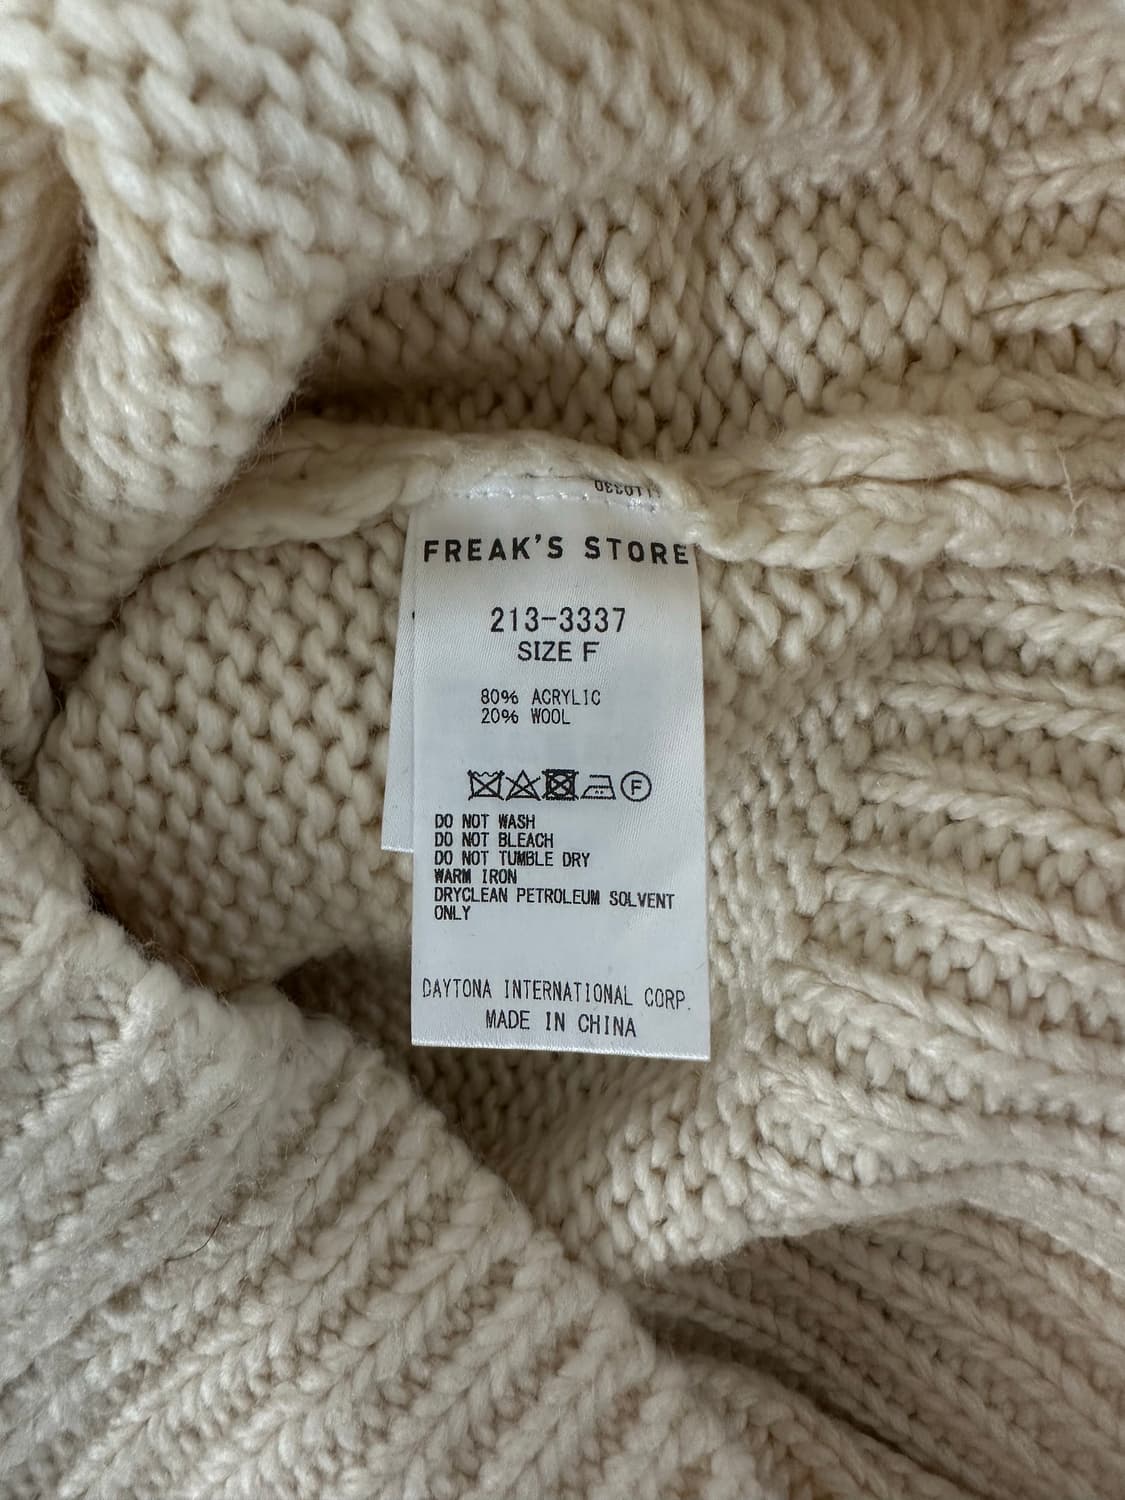 FREAK'S STORE
213-3337
SIZE F
80% ACRYLIC
20% WOOL
F
DO NOT WASH
DO NOT BLEACH
DO NOT TUMBLE DRY
WARM IRON
DRYCLEAN PETROLEUM SOLVENT
ONLY
DAYTONA INTERNATIONAL CORP.
MADE IN CHINA